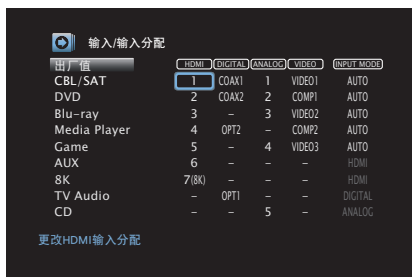 输入/输入分配
出厂值 HDMI DIGITAL ANALOG VIDEO INPUT MODE
CBL/SAT 1 COAX1 1 VIDEO1 AUTO
DVD 2 COAX2 2 COMP1 AUTO
Blu-ray 3 – 3 VIDEO2 AUTO
Media Player 4 OPT2 – COMP2 AUTO
Game 5 – 4 VIDEO3 AUTO
AUX 6 – – – HDMI
8K 7(8K) – – – HDMI
TV Audio – OPT1 – – DIGITAL
CD – – 5 – ANALOG
更改HDMI输入分配